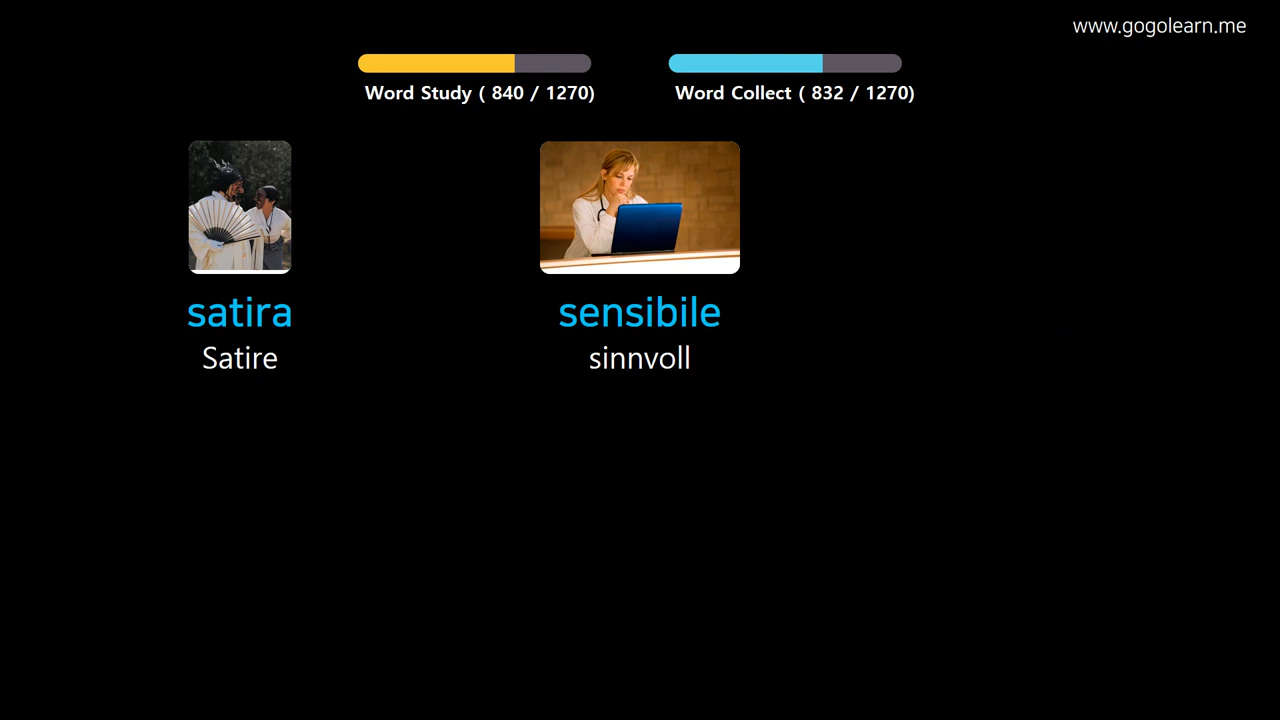 www.gogolearn.me
Word Study ( 840 / 1270)
Word Collect ( 832 / 1270)
satira
Satire
sensibile
sinnvoll